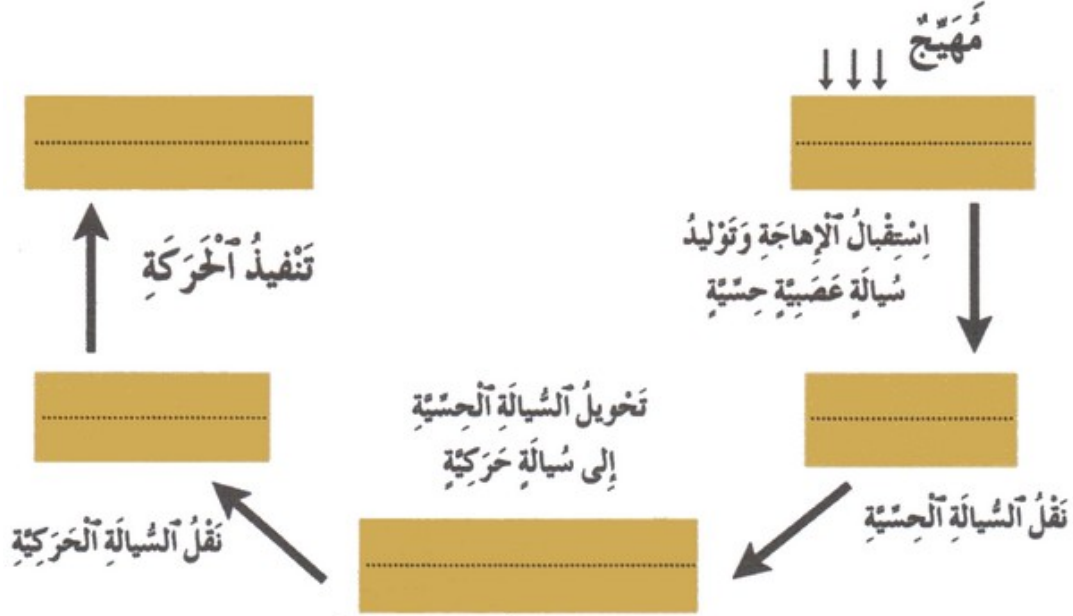 مُهَيِّجٌ
اِسْتِقْبالُ ٱلْإِهاجَةِ وَتَوْليدُ
سُيالَةٍ عَصَبِيَّةٍ حِسَّيَّةٍ
تَنْفيذُ ٱلْحَرَكَةِ
تَحْويلُ ٱلسُّيالَةِ ٱلْحِسَّيَّةِ
إِلى سُيالَةٍ حَرَكِيَّةٍ
نَقْلُ ٱلسُّيالَةِ ٱلْحِسَّيَّةِ
نَقْلُ ٱلسُّيالَةِ ٱلْحَرَكِيَّةِ